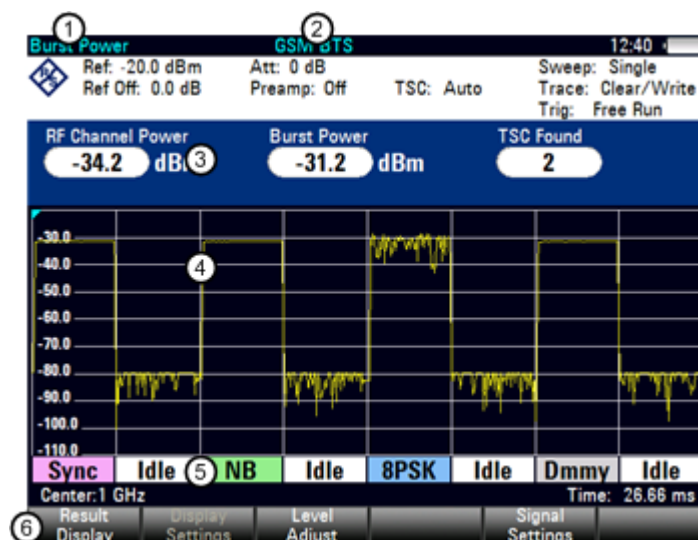 1 2
Burst Power GSM BTS 12:40
R&S Ref: -20.0 dBm Att: 0 dB Sweep: Single
Ref Off: 0.0 dB Preamp: Off TSC: Auto Trace: Clear/Write
Trig: Free Run
RF Channel Power Burst Power TSC Found
-34.2 dBm 3 -31.2 dBm 2
-30.0
4
-40.0
-50.0
-60.0
-70.0
-80.0
-90.0
-100.0
-110.0
Sync Idle 5 NB Idle 8PSK Idle Dmmy Idle
Center:1 GHz Time: 26.66 ms
6 Result Display Level Signal
Display Settings Adjust Settings